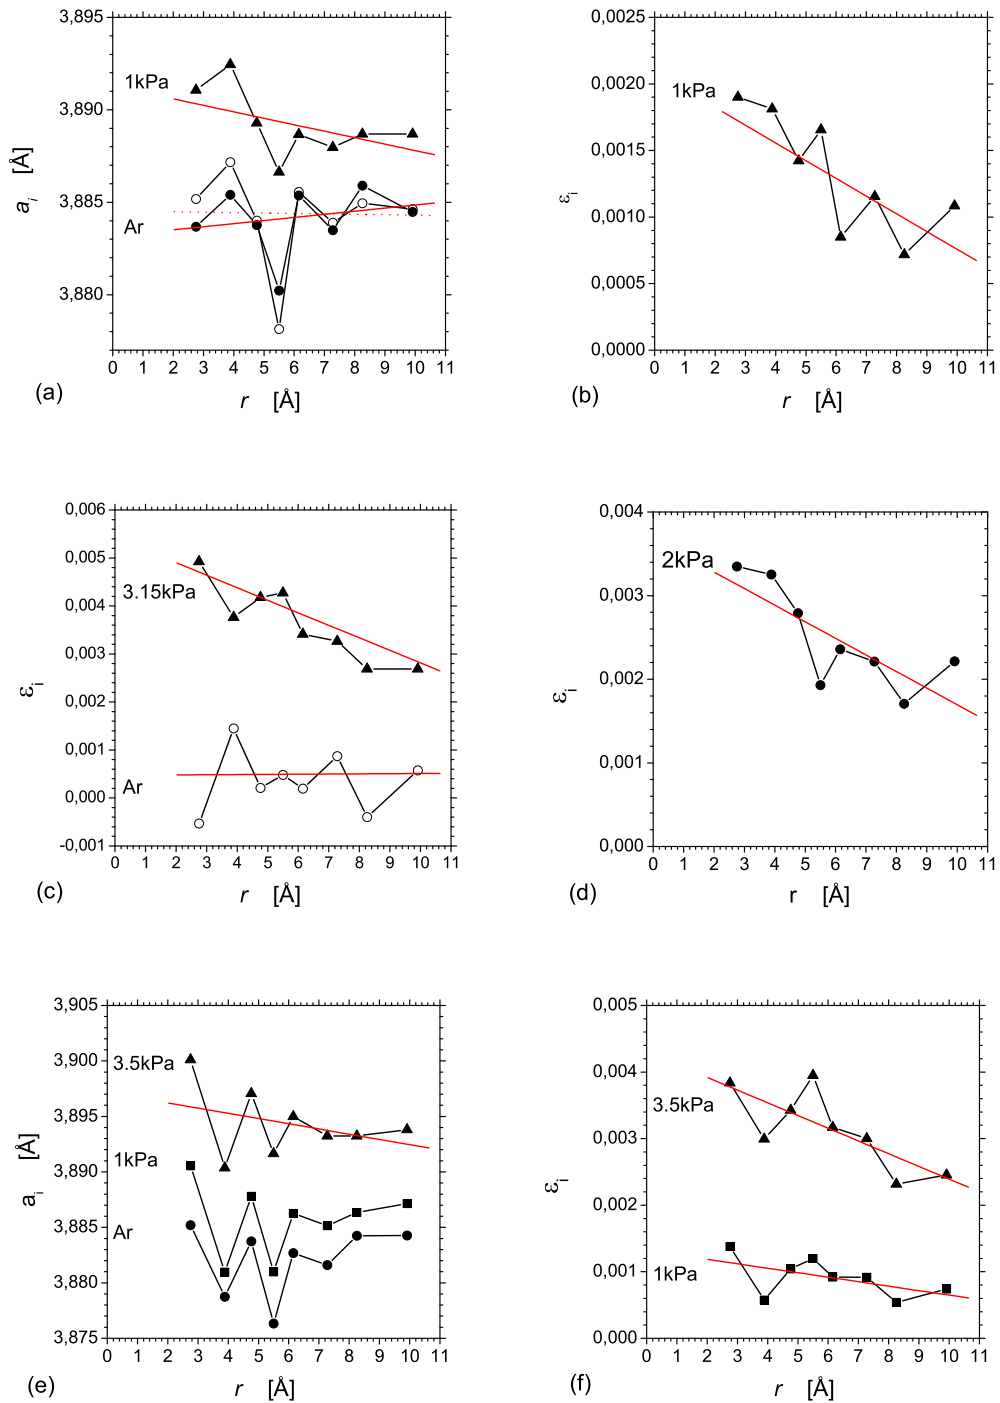 3,895
3,890
3,885
3,880
a_i [Å]
1kPa
Ar
0 1 2 3 4 5 6 7 8 9 10 11
r [Å]
(a)
0,0025
0,0020
0,0015
0,0010
0,0005
0,0000
ε_i
1kPa
0 1 2 3 4 5 6 7 8 9 10 11
r [Å]
(b)
0,006
0,005
0,004
0,003
0,002
0,001
0,000
-0,001
ε_i
3.15kPa
Ar
0 1 2 3 4 5 6 7 8 9 10 11
r [Å]
(c)
0,004
0,003
0,002
0,001
0,000
ε_i
2kPa
0 1 2 3 4 5 6 7 8 9 10 11
r [Å]
(d)
3,905
3,900
3,895
3,890
3,885
3,880
3,875
a_i [Å]
3.5kPa
1kPa
Ar
0 1 2 3 4 5 6 7 8 9 10 11
r [Å]
(e)
0,005
0,004
0,003
0,002
0,001
0,000
ε_i
3.5kPa
1kPa
0 1 2 3 4 5 6 7 8 9 10 11
r [Å]
(f)